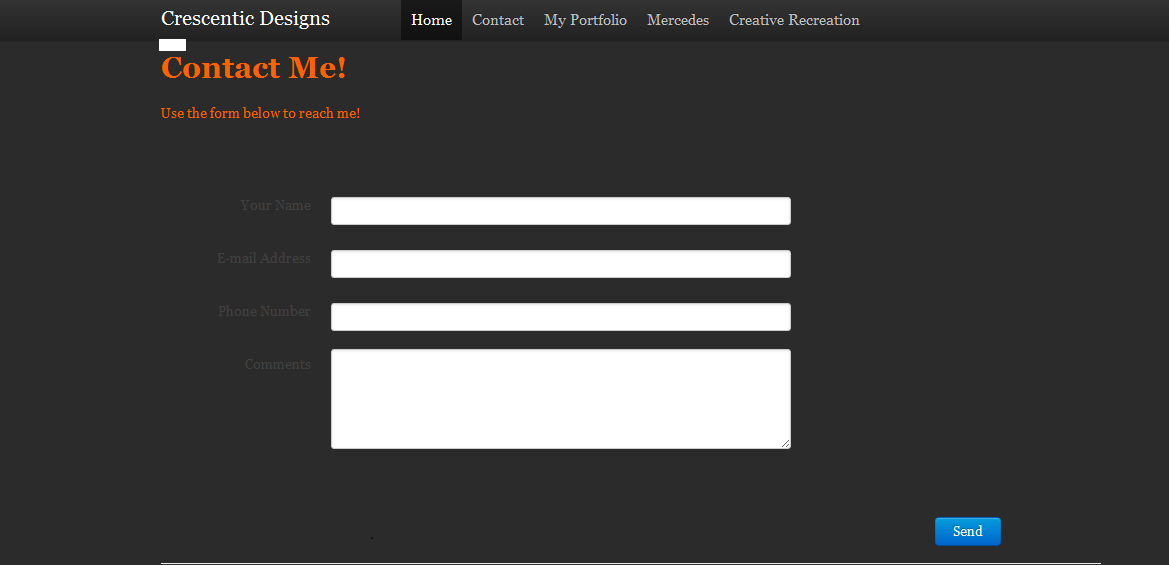 Crescentic Designs Home Contact My Portfolio Mercedes Creative Recreation
Contact Me!
Use the form below to reach me!
Your Name
E-mail Address
Phone Number
Comments
Send